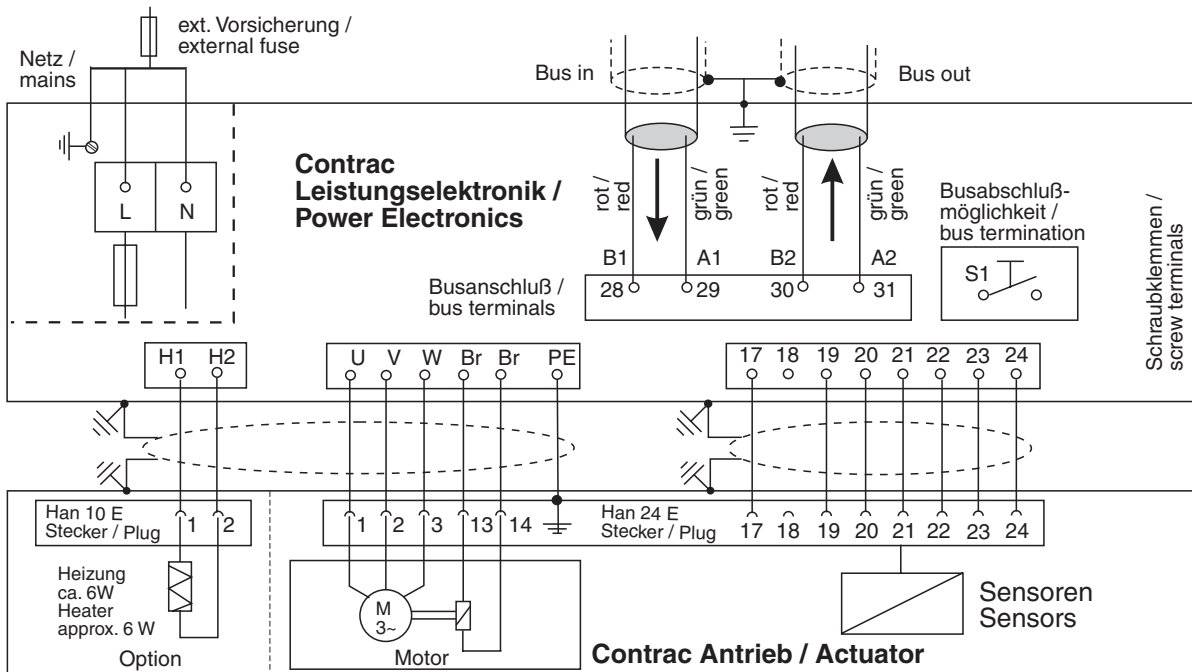 ext. Vorsicherung /
external fuse
Netz /
mains
Bus in
Bus out
Contrac
Leistungselektronik /
Power Electronics
L N
rot /
red
grün /
green
rot /
red
grün /
green
Busabschluß-
möglichkeit /
bus termination
S1
Schraubklemmen /
screw terminals
B1 A1 B2 A2
Busanschluß /
bus terminals
28 29 30 31
H1 H2
U V W Br Br PE
17 18 19 20 21 22 23 24
Han 10 E
Stecker / Plug
1 2
1 2 3 13 14
Han 24 E
Stecker / Plug
17 18 19 20 21 22 23 24
Heizung
ca. 6W
Heater
approx. 6 W
Option
M
3~
Motor
Sensoren
Sensors
Contrac Antrieb / Actuator